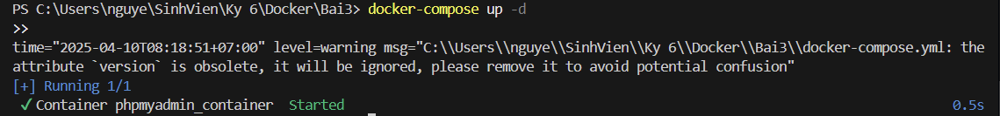 PS C:\Users\nguye\SinhVien\Ky 6\Docker\Bai3> docker-compose up -d
>>
time="2025-04-10T08:18:51+07:00" level=warning msg="C:\\Users\\nguye\\SinhVien\\Ky 6\\Docker\\Bai3\\docker-compose.yml: the
attribute `version` is obsolete, it will be ignored, please remove it to avoid potential confusion"
[+] Running 1/1
✓ Container phpmyadmin_container  Started 0.5s